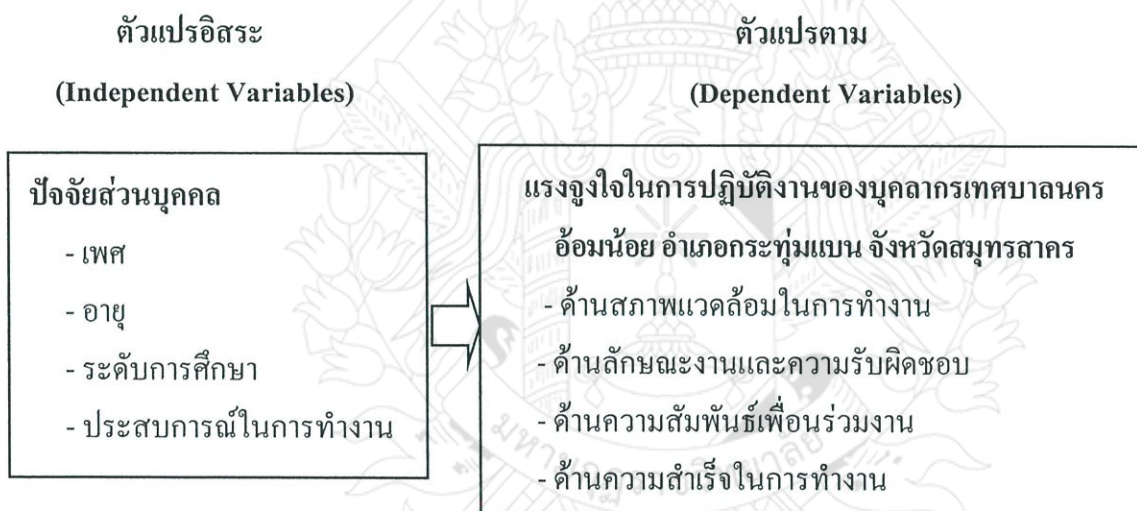 ตัวแปรอิสระ
(Independent Variables)
ปัจจัยส่วนบุคคล
- เพศ
- อายุ
- ระดับการศึกษา
- ประสบการณ์ในการทำงาน
ตัวแปรตาม
(Dependent Variables)
แรงจูงใจในการปฏิบัติงานของบุคลากรเทศบาลนคร
อ้อมน้อย อำเภอกระทุ่มแบน จังหวัดสมุทรสาคร
- ด้านสภาพแวดล้อมในการทำงาน
- ด้านลักษณะงานและความรับผิดชอบ
- ด้านความสัมพันธ์เพื่อนร่วมงาน
- ด้านความสำเร็จในการทำงาน